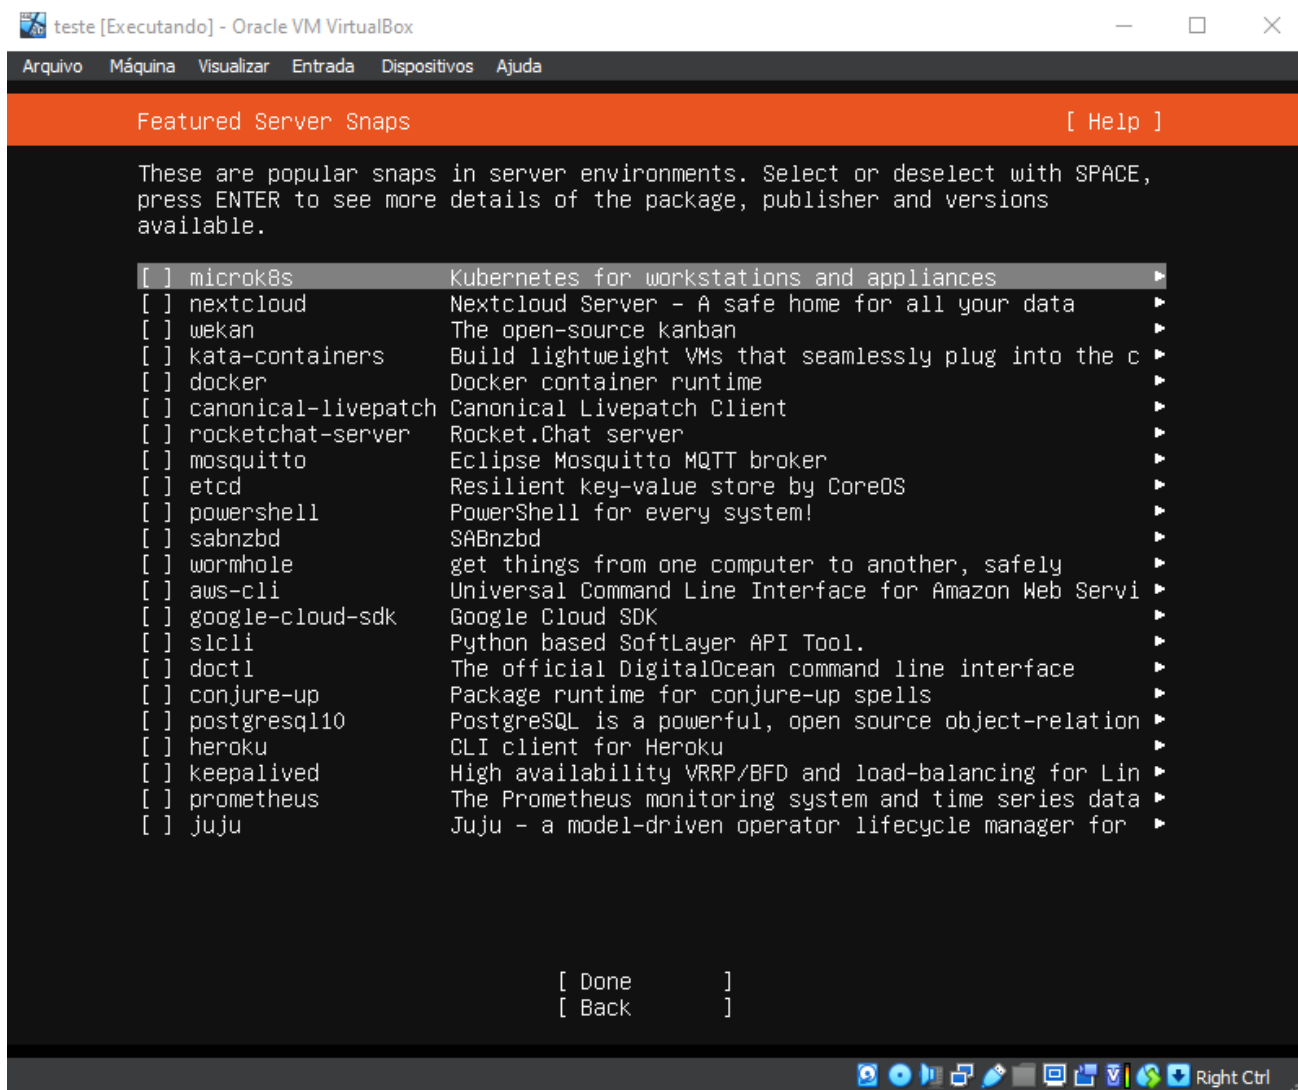 teste [Executando] - Oracle VM VirtualBox
Arquivo Máquina Visualizar Entrada Dispositivos Ajuda
Featured Server Snaps [ Help ]
These are popular snaps in server environments. Select or deselect with SPACE,
press ENTER to see more details of the package, publisher and versions
available.
[ ] microk8s Kubernetes for workstations and appliances
[ ] nextcloud Nextcloud Server - A safe home for all your data
[ ] wekan The open-source kanban
[ ] kata-containers Build lightweight VMs that seamlessly plug into the c
[ ] docker Docker container runtime
[ ] canonical-livepatch Canonical Livepatch Client
[ ] rocketchat-server Rocket.Chat server
[ ] mosquitto Eclipse Mosquitto MQTT broker
[ ] etcd Resilient key-value store by CoreOS
[ ] powershell PowerShell for every system!
[ ] sabnzbd SABnzbd
[ ] wormhole get things from one computer to another, safely
[ ] aws-cli Universal Command Line Interface for Amazon Web Servi
[ ] google-cloud-sdk Google Cloud SDK
[ ] slcli Python based SoftLayer API Tool.
[ ] doctl The official DigitalOcean command line interface
[ ] conjure-up Package runtime for conjure-up spells
[ ] postgresql10 PostgreSQL is a powerful, open source object-relation
[ ] heroku CLI client for Heroku
[ ] keepalived High availability VRRP/BFD and load-balancing for Lin
[ ] prometheus The Prometheus monitoring system and time series data
[ ] juju Juju - a model-driven operator lifecycle manager for
[ Done ]
[ Back ]
Right Ctrl